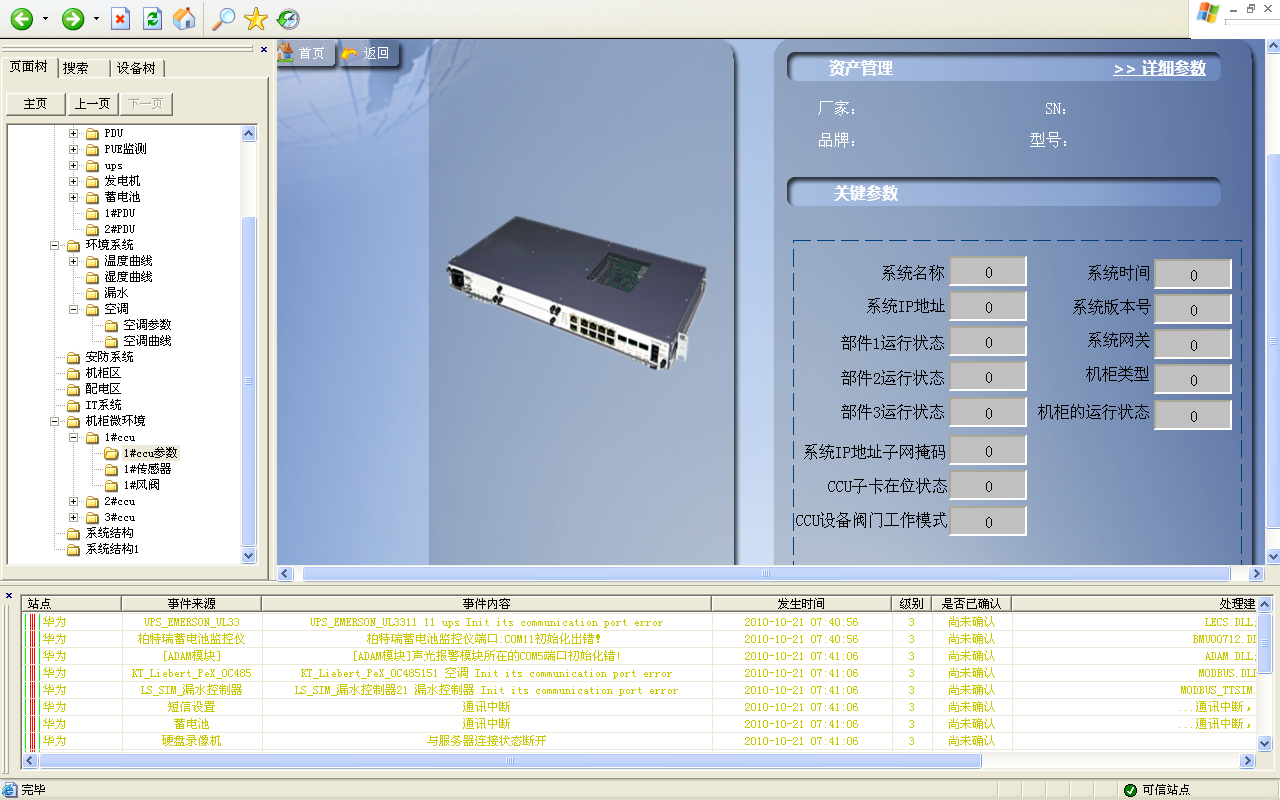 首页 返回
页面树 搜索 设备树
主页 上一页 下一页
PDU
PUE监测
ups
发电机
蓄电池
1#PDU
2#PDU
环境系统
温度曲线
湿度曲线
漏水
空调
空调参数
空调曲线
安防系统
机柜区
配电区
IT系统
机柜微环境
1#ccu
1#ccu参数
1#传感器
1#风阀
2#ccu
3#ccu
系统结构
系统结构1
资产管理 >> 详细参数
厂家: SN:
品牌: 型号:
关键参数
系统名称 0 系统时间 0
系统IP地址 0 系统版本号 0
部件1运行状态 0 系统网关 0
部件2运行状态 0 机柜类型 0
部件3运行状态 0 机柜的运行状态 0
系统IP地址子网掩码 0
CCU子卡在位状态 0
CCU设备阀门工作模式 0
站点 事件来源 事件内容 发生时间 级别 是否已确认 处理建
华为 UPS_EMERSON_UL33 UPS_EMERSON_UL3311 11 ups Init its communication port error 2010-10-21 07:40:56 3 尚未确认 LECS.DLL;
华为 柏特瑞蓄电池监控仪 柏特瑞蓄电池监控仪端口:COM11初始化出错! 2010-10-21 07:40:56 3 尚未确认 BMU00712.DI
华为 [ADAM模块] [ADAM模块]声光报警模块所在的COM5端口初始化错! 2010-10-21 07:40:56 3 尚未确认 ADAM.DLL;
华为 KT_Liebert_PeX_OC485 KT_Liebert_PeX_OC485151 空调 Init its communication port error 2010-10-21 07:40:56 3 尚未确认 MODBUS.DLI
华为 LS_SIM_漏水控制器 LS_SIM_漏水控制器21 漏水控制器 Init its communication port error 2010-10-21 07:40:56 3 尚未确认 MODBUS_TTSIM.
华为 短信设置 通讯中断 2010-10-21 07:41:06 3 尚未确认 ...通讯中断，
华为 蓄电池 通讯中断 2010-10-21 07:41:06 3 尚未确认 ...通讯中断，
华为 硬盘录像机 与服务器连接状态断开 2010-10-21 07:41:06 3 尚未确认
完毕 可信站点